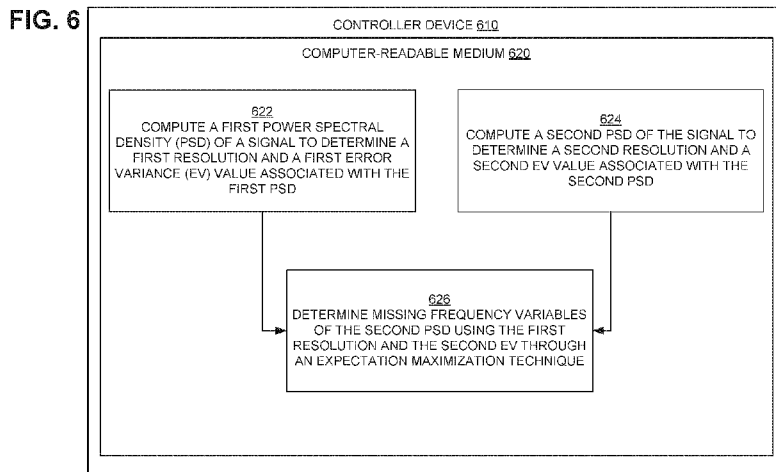 FIG. 6
CONTROLLER DEVICE 610
COMPUTER-READABLE MEDIUM 620
622
COMPUTE A FIRST POWER SPECTRAL
DENSITY (PSD) OF A SIGNAL TO DETERMINE A
FIRST RESOLUTION AND A FIRST ERROR
VARIANCE (EV) VALUE ASSOCIATED WITH THE
FIRST PSD
624
COMPUTE A SECOND PSD OF THE SIGNAL TO
DETERMINE A SECOND RESOLUTION AND A
SECOND EV VALUE ASSOCIATED WITH THE
SECOND PSD
626
DETERMINE MISSING FREQUENCY VARIABLES
OF THE SECOND PSD USING THE FIRST
RESOLUTION AND THE SECOND EV THROUGH
AN EXPECTATION MAXIMIZATION TECHNIQUE